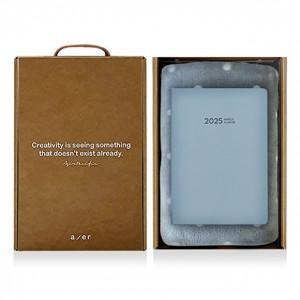 Creativity is seeing something
that doesn't exist already.
a/er
2025